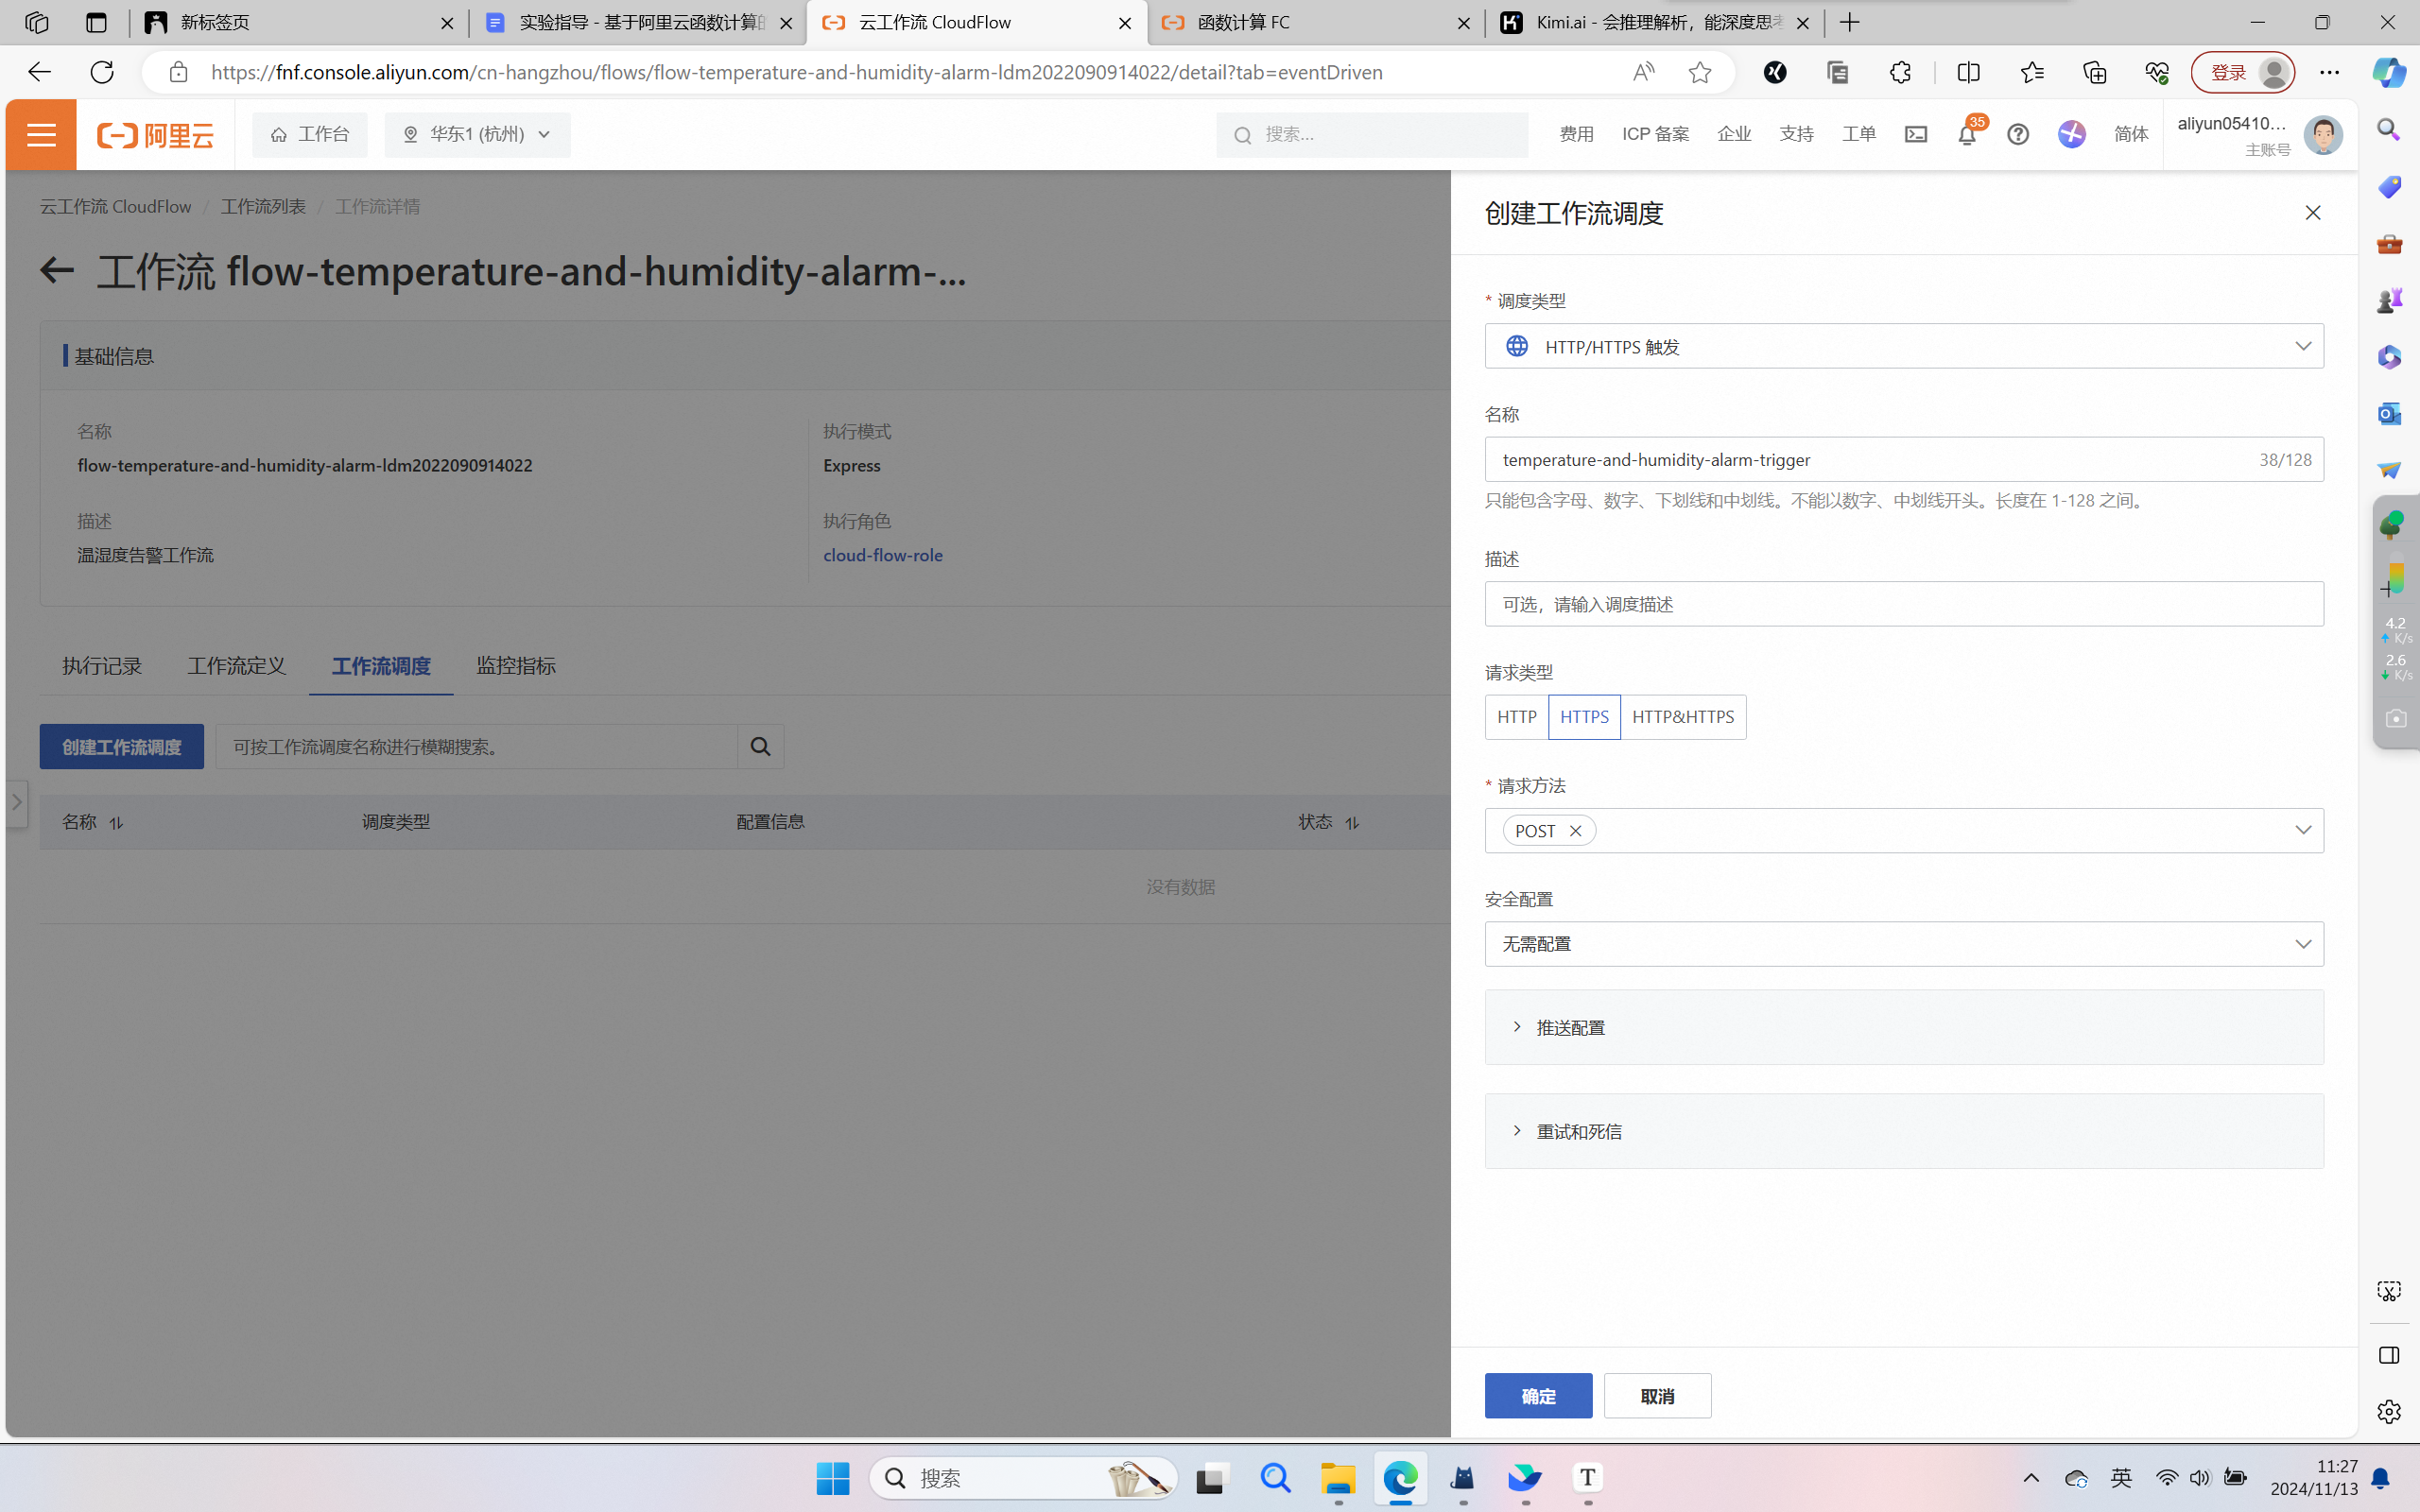 新标签页
实验指导 - 基于阿里云函数计算的
云工作流 CloudFlow
函数计算 FC
Kimi.ai - 会推理解析，能深度思考
https://fnf.console.aliyun.com/cn-hangzhou/flows/flow-temperature-and-humidity-alarm-ldm2022090914022/detail?tab=eventDriven
登录
阿里云
工作台
华东1 (杭州)
搜索...
费用
ICP 备案
企业
支持
工单
35
简体
aliyun05410...
主账号
云工作流 CloudFlow / 工作流列表 / 工作流详情
工作流 flow-temperature-and-humidity-alarm-...
基础信息
名称
flow-temperature-and-humidity-alarm-ldm2022090914022
执行模式
Express
描述
温湿度告警工作流
执行角色
cloud-flow-role
执行记录
工作流定义
工作流调度
监控指标
创建工作流调度
可按工作流调度名称进行模糊搜索。
名称
调度类型
配置信息
状态
没有数据
创建工作流调度
* 调度类型
HTTP/HTTPS 触发
名称
temperature-and-humidity-alarm-trigger
38/128
只能包含字母、数字、下划线和中划线。不能以数字、中划线开头。长度在 1-128 之间。
描述
可选，请输入调度描述
请求类型
HTTP
HTTPS
HTTP&HTTPS
* 请求方法
POST
安全配置
无需配置
推送配置
重试和死信
确定
取消
4.2
K/s
2.6
K/s
搜索
英
11:27
2024/11/13